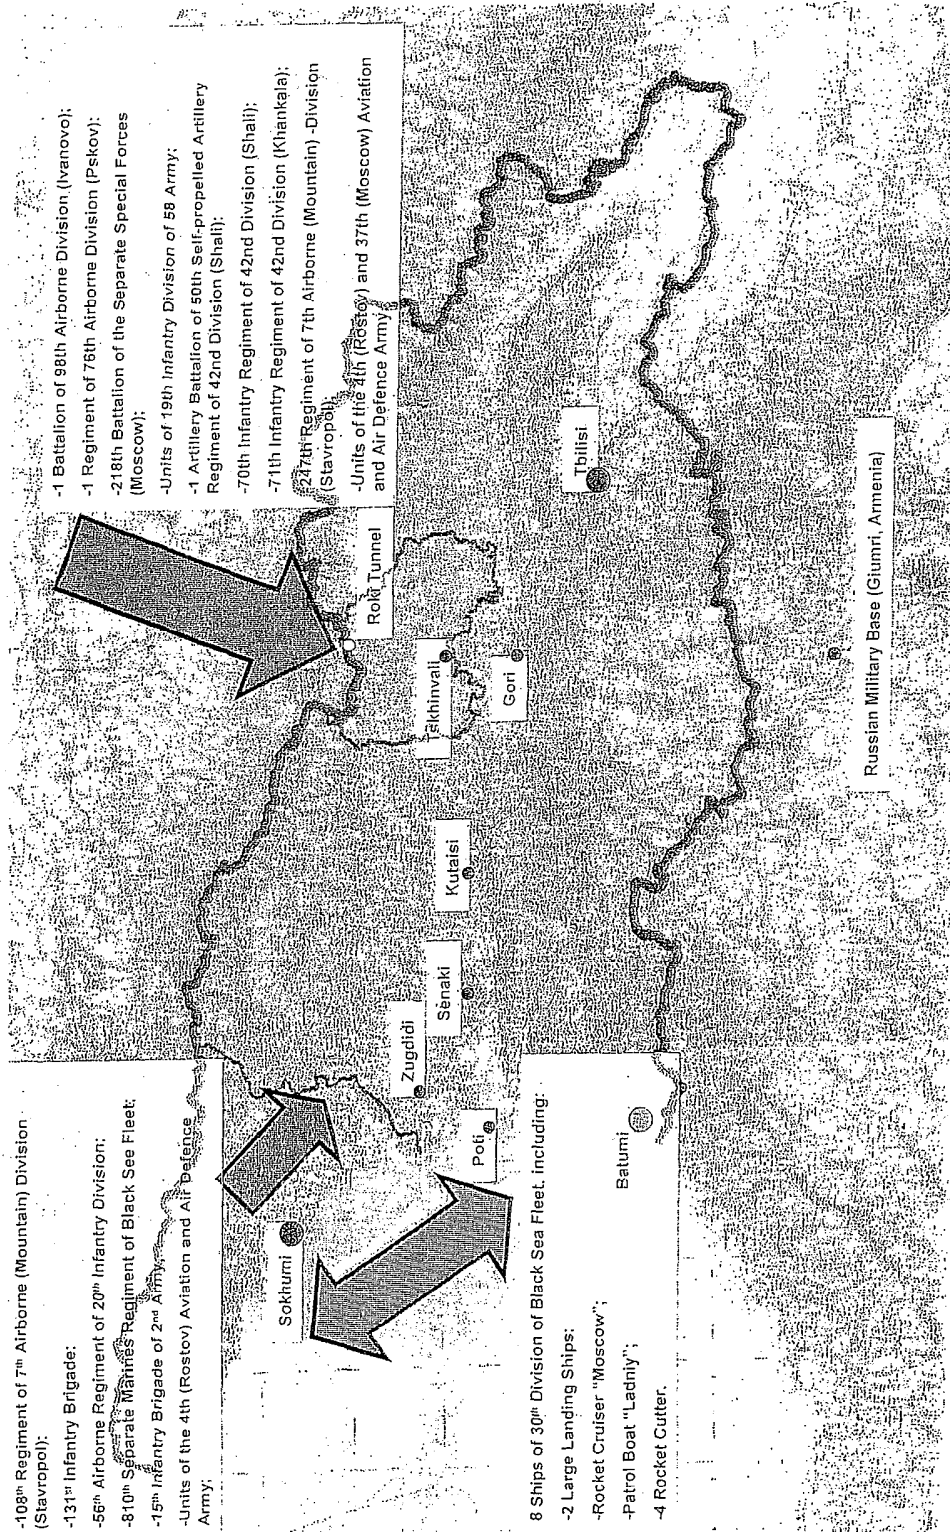 -108th Regiment of 7th Airborne (Mountain) Division
(Stavropol);
-131st Infantry Brigade;
-56th Airborne Regiment of 20th Infantry Division;
-810th Separate Marines Regiment of Black See Fleet;
-15th Infantry Brigade of 2nd Army;
-Units of the 4th (Rostov) Aviation and Air Defence
Army;
-1 Battalion of 98th Airborne Division (Ivanovo);
-1 Regiment of 76th Airborne Division (Pskov);
-218th Battalion of the Separate Special Forces
(Moscow);
-Units of 19th Infantry Division of 58 Army;
-1 Artillery Battalion of 50th Self-propelled Artillery
Regiment of 42nd Division (Shali);
-70th Infantry Regiment of 42nd Division (Shali);
-71th Infantry Regiment of 42nd Division (Khankala);
-247th Regiment of 7th Airborne (Mountain) -Division
(Stavropol);
-Units of the 4th (Rostov) and 37th (Moscow) Aviation
and Air Defence Army
Sokhumi
Roki Tunnel
Zugdidi
Tskhinvali
Senaki
Kutaisi
Poti
Gori
Tbilisi
8 Ships of 30th Division of Black Sea Fleet, including:
-2 Large Landing Ships;
-Rocket Cruiser "Moscow";
-Patrol Boat "Ladniy";
-4 Rocket Cutter.
Batumi
Russian Military Base (Giumri, Armenia)